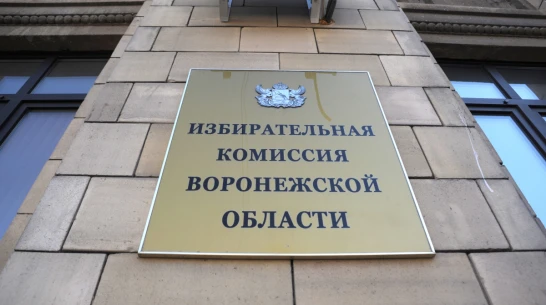 ИЗБИРАТЕЛЬНАЯ
КОМИССИЯ
ВОРОНЕЖСКОЙ
ОБЛАСТИ